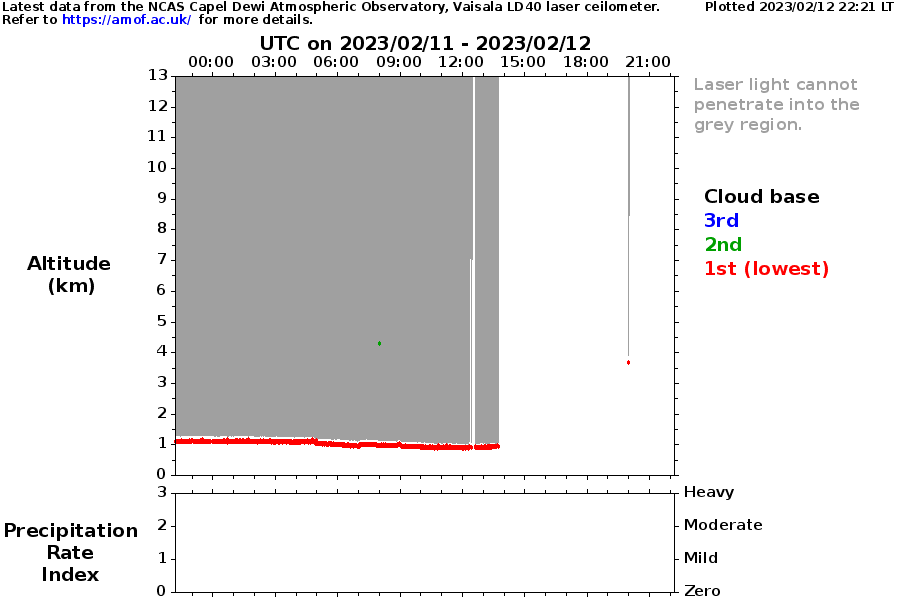 Latest data from the NCAS Capel Dewi Atmospheric Observatory, Vaisala LD40 laser ceilometer. Plotted 2023/02/12 22:21 LT
Refer to https://amof.ac.uk/ for more details.
UTC on 2023/02/11 - 2023/02/12
00:00 03:00 06:00 09:00 12:00 15:00 18:00 21:00
13
12
11
10
9
8
7
6
5
4
3
2
1
0
Altitude
(km)
Laser light cannot
penetrate into the
grey region.
Cloud base
3rd
2nd
1st (lowest)
3 Heavy
2 Moderate
1 Mild
0 Zero
Precipitation
Rate
Index